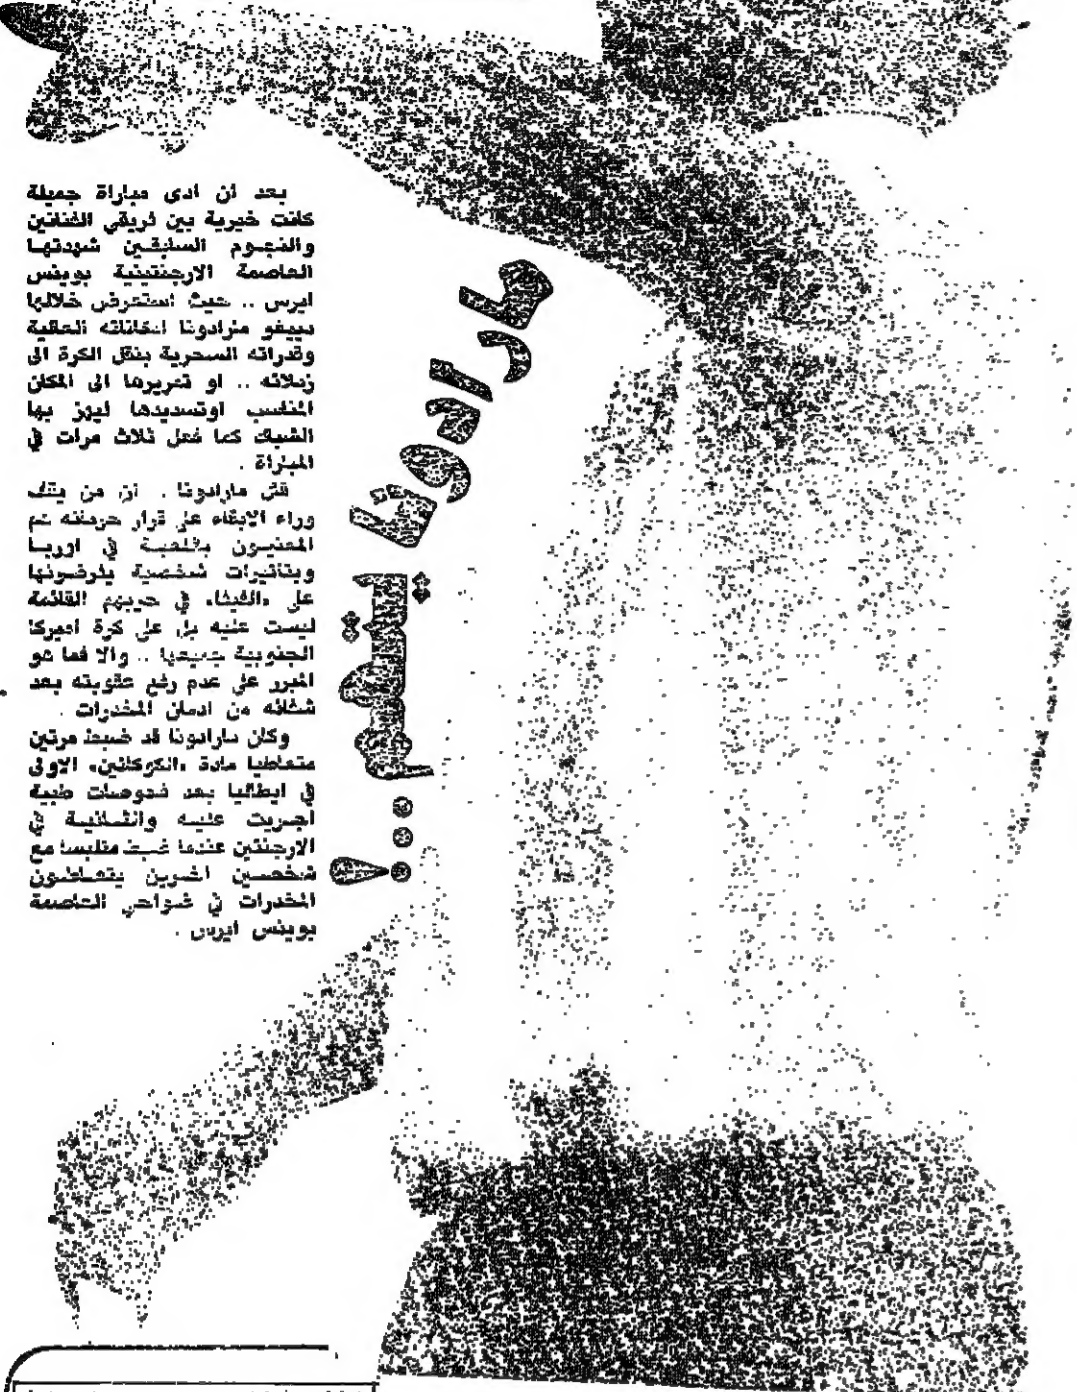 مارادونا يتهم ..!
بعد ان ادى مباراة جميلة
كانت خيرية بين فريقي الفنانين
والنجوم السابقين شهدتها
العاصمة الارجنتينية بوينس
ايرس .. حيث استعرض خلالها
دييغو مارادونا امكاناته العالية
وقدراته السحرية بنقل الكرة الى
زملائه .. او تمريرها الى المكان
المناسب اوتسديدها ليهز بها
الشباك كما فعل ثلاث مرات في
المباراة .
قال مارادونا . ان من يقف
وراء الابقاء على قرار حرمانه هم
المعنيون باللعبة في اوربا
وبتأثيرات شخصية يفرضونها
على «الفيفا» في حربهم القائمة
ليست عليه بل على كرة اميركا
الجنوبية جميعها .. والا فما هو
المبرر على عدم رفع عقوبته بعد
شفائه من ادمان المخدرات .
وكان مارادونا قد ضبط مرتين
متعاطيا مادة «الكوكائين» الاولى
في ايطاليا بعد فحوصات طبية
اجريت عليه والثانية في
الارجنتين عندما ضبط متلبسا مع
شخصين اخرين يتعاطون
المخدرات في ضواحي العاصمة
بوينس ايرس .